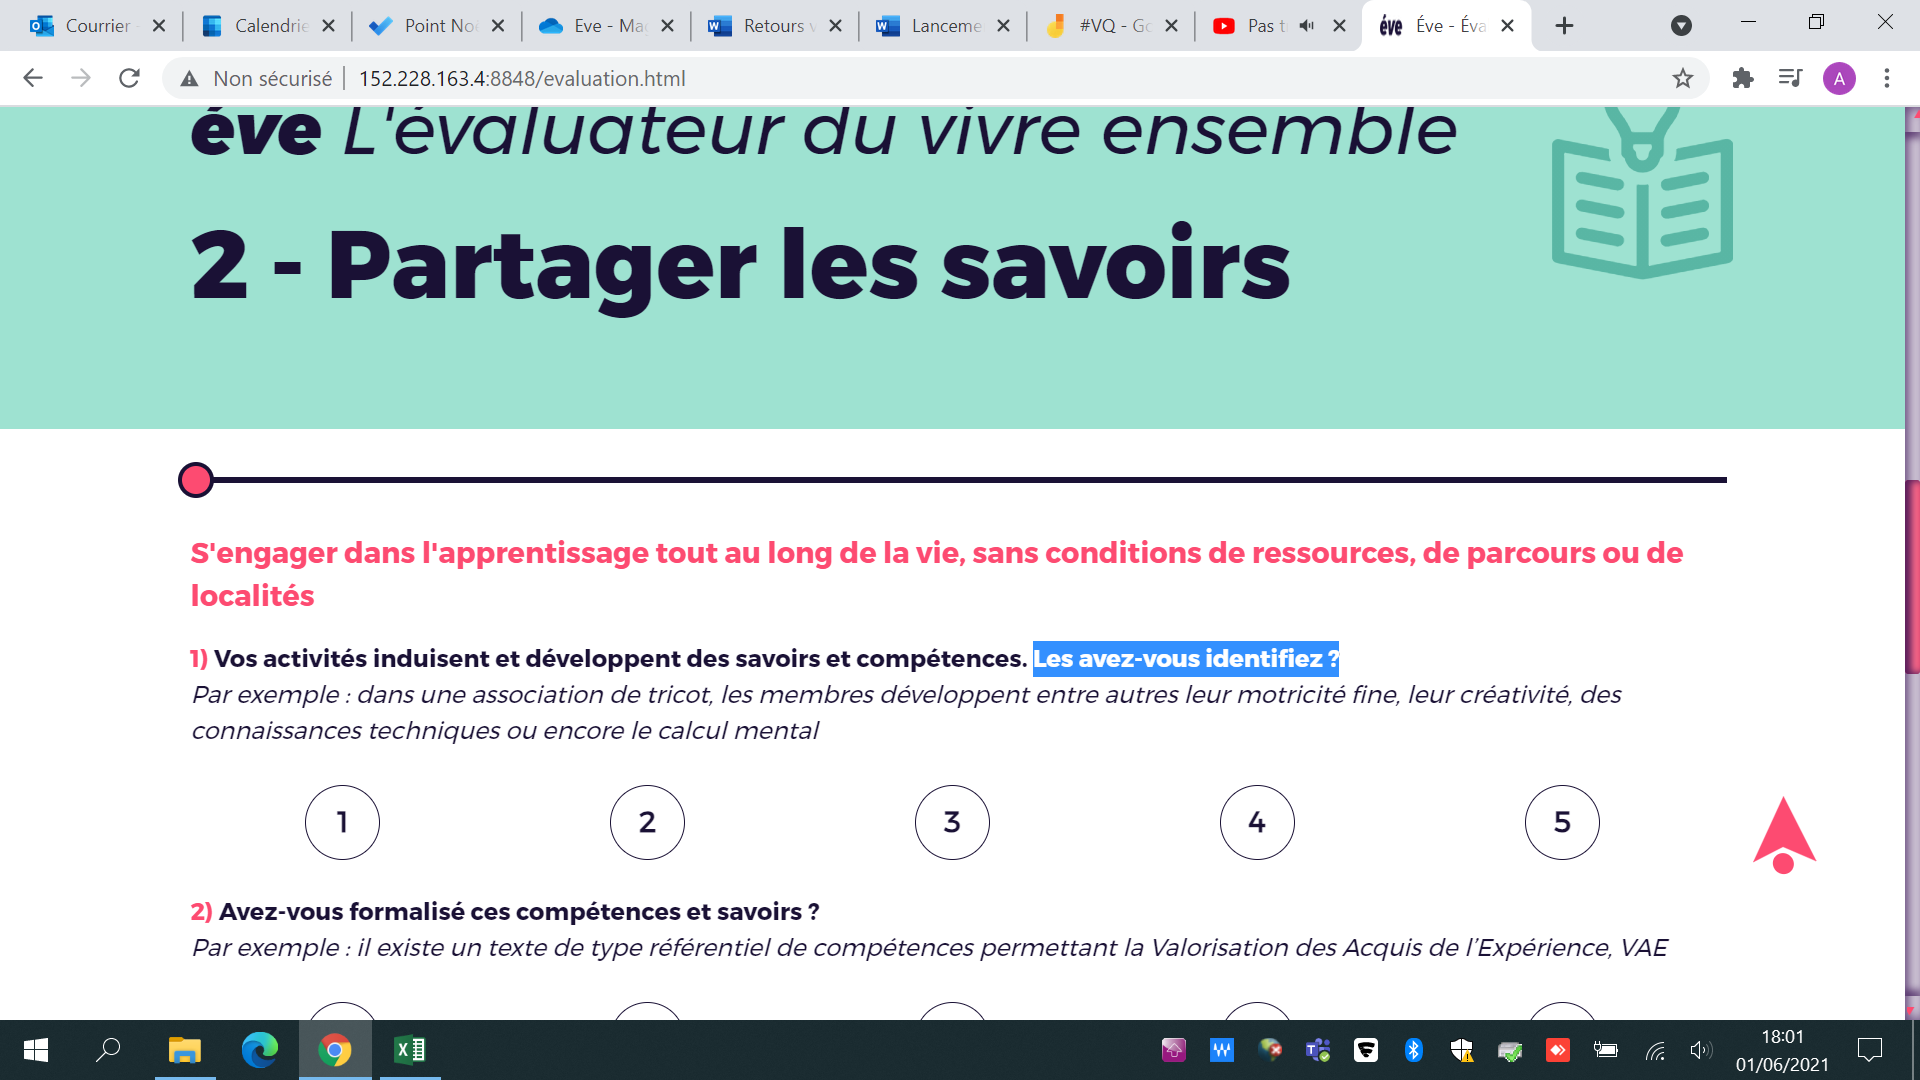 Courrier
Calendrie
Point No
Eve - Ma
Retours v
Lanceme
#VQ - Go
Pas t
éve
Éve - Éva
Non sécurisé
152.228.163.4:8848/evaluation.html
A
éve L'évaluateur du vivre ensemble
2 - Partager les savoirs
S'engager dans l'apprentissage tout au long de la vie, sans conditions de ressources, de parcours ou de
localités
1) Vos activités induisent et développent des savoirs et compétences. Les avez-vous identifiez ?
Par exemple : dans une association de tricot, les membres développent entre autres leur motricité fine, leur créativité, des
connaissances techniques ou encore le calcul mental
1 2 3 4 5
2) Avez-vous formalisé ces compétences et savoirs ?
Par exemple : il existe un texte de type référentiel de compétences permettant la Valorisation des Acquis de l'Expérience, VAE
18:01
01/06/2021